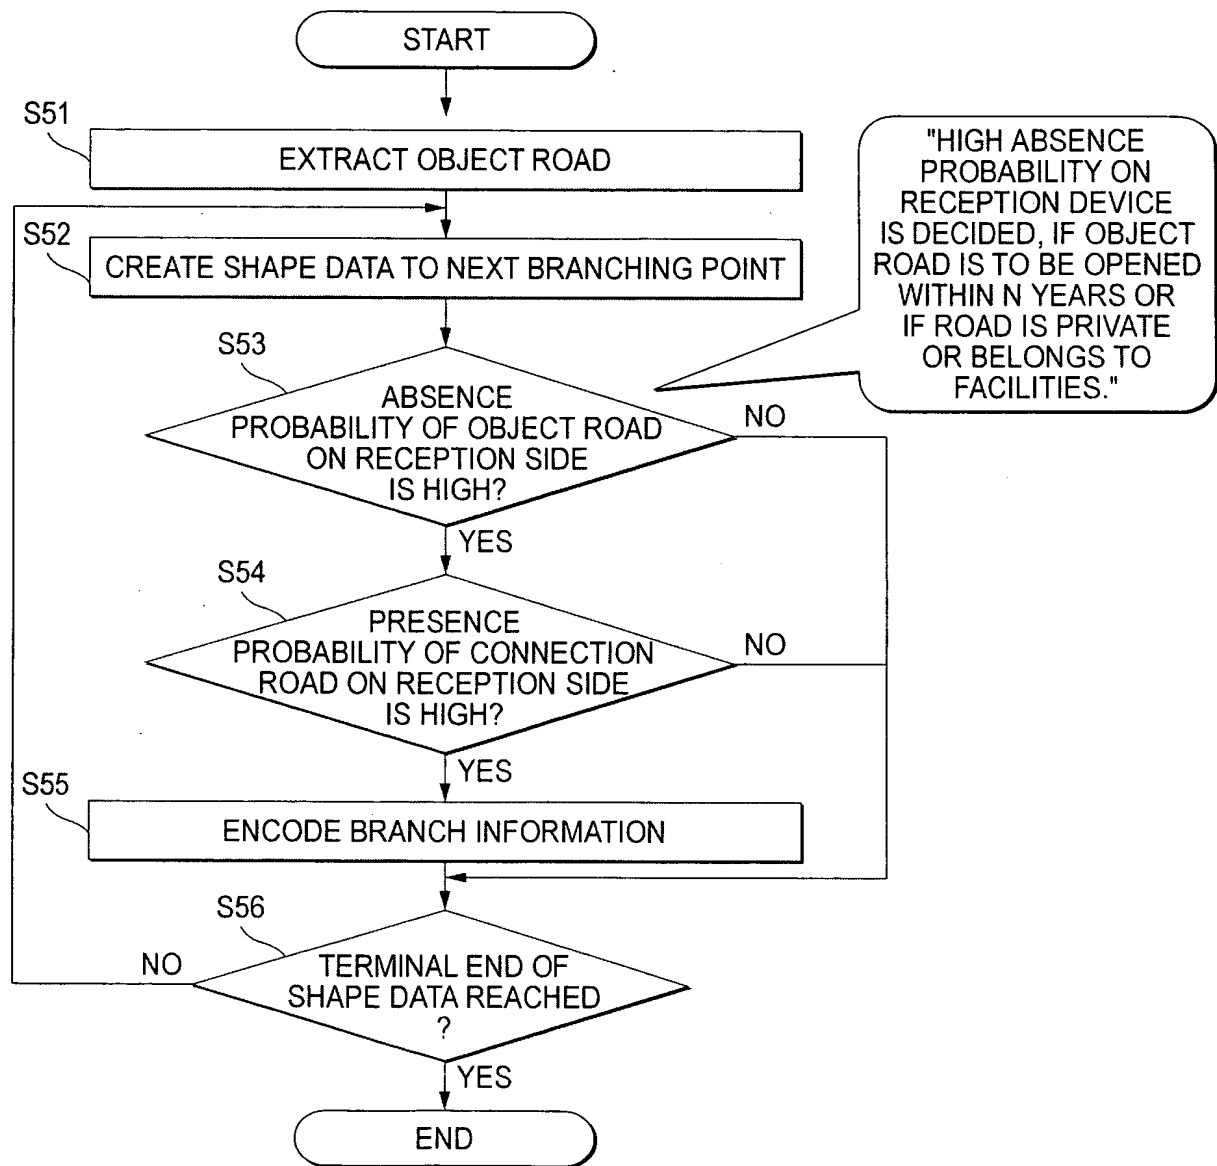 START
S51
EXTRACT OBJECT ROAD
"HIGH ABSENCE
PROBABILITY ON
RECEPTION DEVICE
IS DECIDED, IF OBJECT
ROAD IS TO BE OPENED
WITHIN N YEARS OR
IF ROAD IS PRIVATE
OR BELONGS TO
FACILITIES."
S52
CREATE SHAPE DATA TO NEXT BRANCHING POINT
S53
ABSENCE
PROBABILITY OF OBJECT ROAD
ON RECEPTION SIDE
IS HIGH?
NO
YES
S54
PRESENCE
PROBABILITY OF CONNECTION
ROAD ON RECEPTION SIDE
IS HIGH?
NO
YES
S55
ENCODE BRANCH INFORMATION
S56
TERMINAL END OF
SHAPE DATA REACHED
?
NO
YES
END